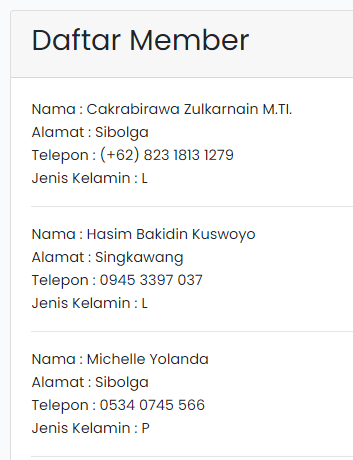 Daftar Member
Nama : Cakrabirawa Zulkarnain M.TI.
Alamat : Sibolga
Telepon : (+62) 823 1813 1279
Jenis Kelamin : L
Nama : Hasim Bakidin Kuswoyo
Alamat : Singkawang
Telepon : 0945 3397 037
Jenis Kelamin : L
Nama : Michelle Yolanda
Alamat : Sibolga
Telepon : 0534 0745 566
Jenis Kelamin : P